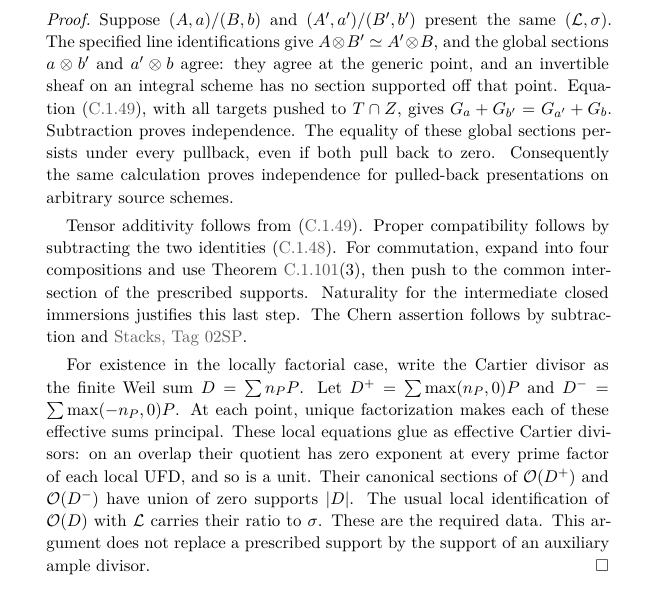 Proof. Suppose (A, a)/(B, b) and (A′, a′)/(B′, b′) present the same (ℒ, σ).
The specified line identifications give A⊗B′ ≃ A′⊗B, and the global sections
a ⊗ b′ and a′ ⊗ b agree: they agree at the generic point, and an invertible
sheaf on an integral scheme has no section supported off that point. Equa-
tion (C.1.49), with all targets pushed to T ∩ Z, gives Gₐ + G_{b′} = G_{a′} + G_b.
Subtraction proves independence. The equality of these global sections per-
sists under every pullback, even if both pull back to zero. Consequently
the same calculation proves independence for pulled-back presentations on
arbitrary source schemes.
Tensor additivity follows from (C.1.49). Proper compatibility follows by
subtracting the two identities (C.1.48). For commutation, expand into four
compositions and use Theorem C.1.101(3), then push to the common inter-
section of the prescribed supports. Naturality for the intermediate closed
immersions justifies this last step. The Chern assertion follows by subtrac-
tion and Stacks, Tag 02SP.
For existence in the locally factorial case, write the Cartier divisor as
the finite Weil sum D = ∑ n_P P. Let D⁺ = ∑ max(n_P, 0)P and D⁻ =
∑ max(−n_P, 0)P. At each point, unique factorization makes each of these
effective sums principal. These local equations glue as effective Cartier divi-
sors: on an overlap their quotient has zero exponent at every prime factor
of each local UFD, and so is a unit. Their canonical sections of 𝒪(D⁺) and
𝒪(D⁻) have union of zero supports |D|. The usual local identification of
𝒪(D) with ℒ carries their ratio to σ. These are the required data. This ar-
gument does not replace a prescribed support by the support of an auxiliary
ample divisor. □